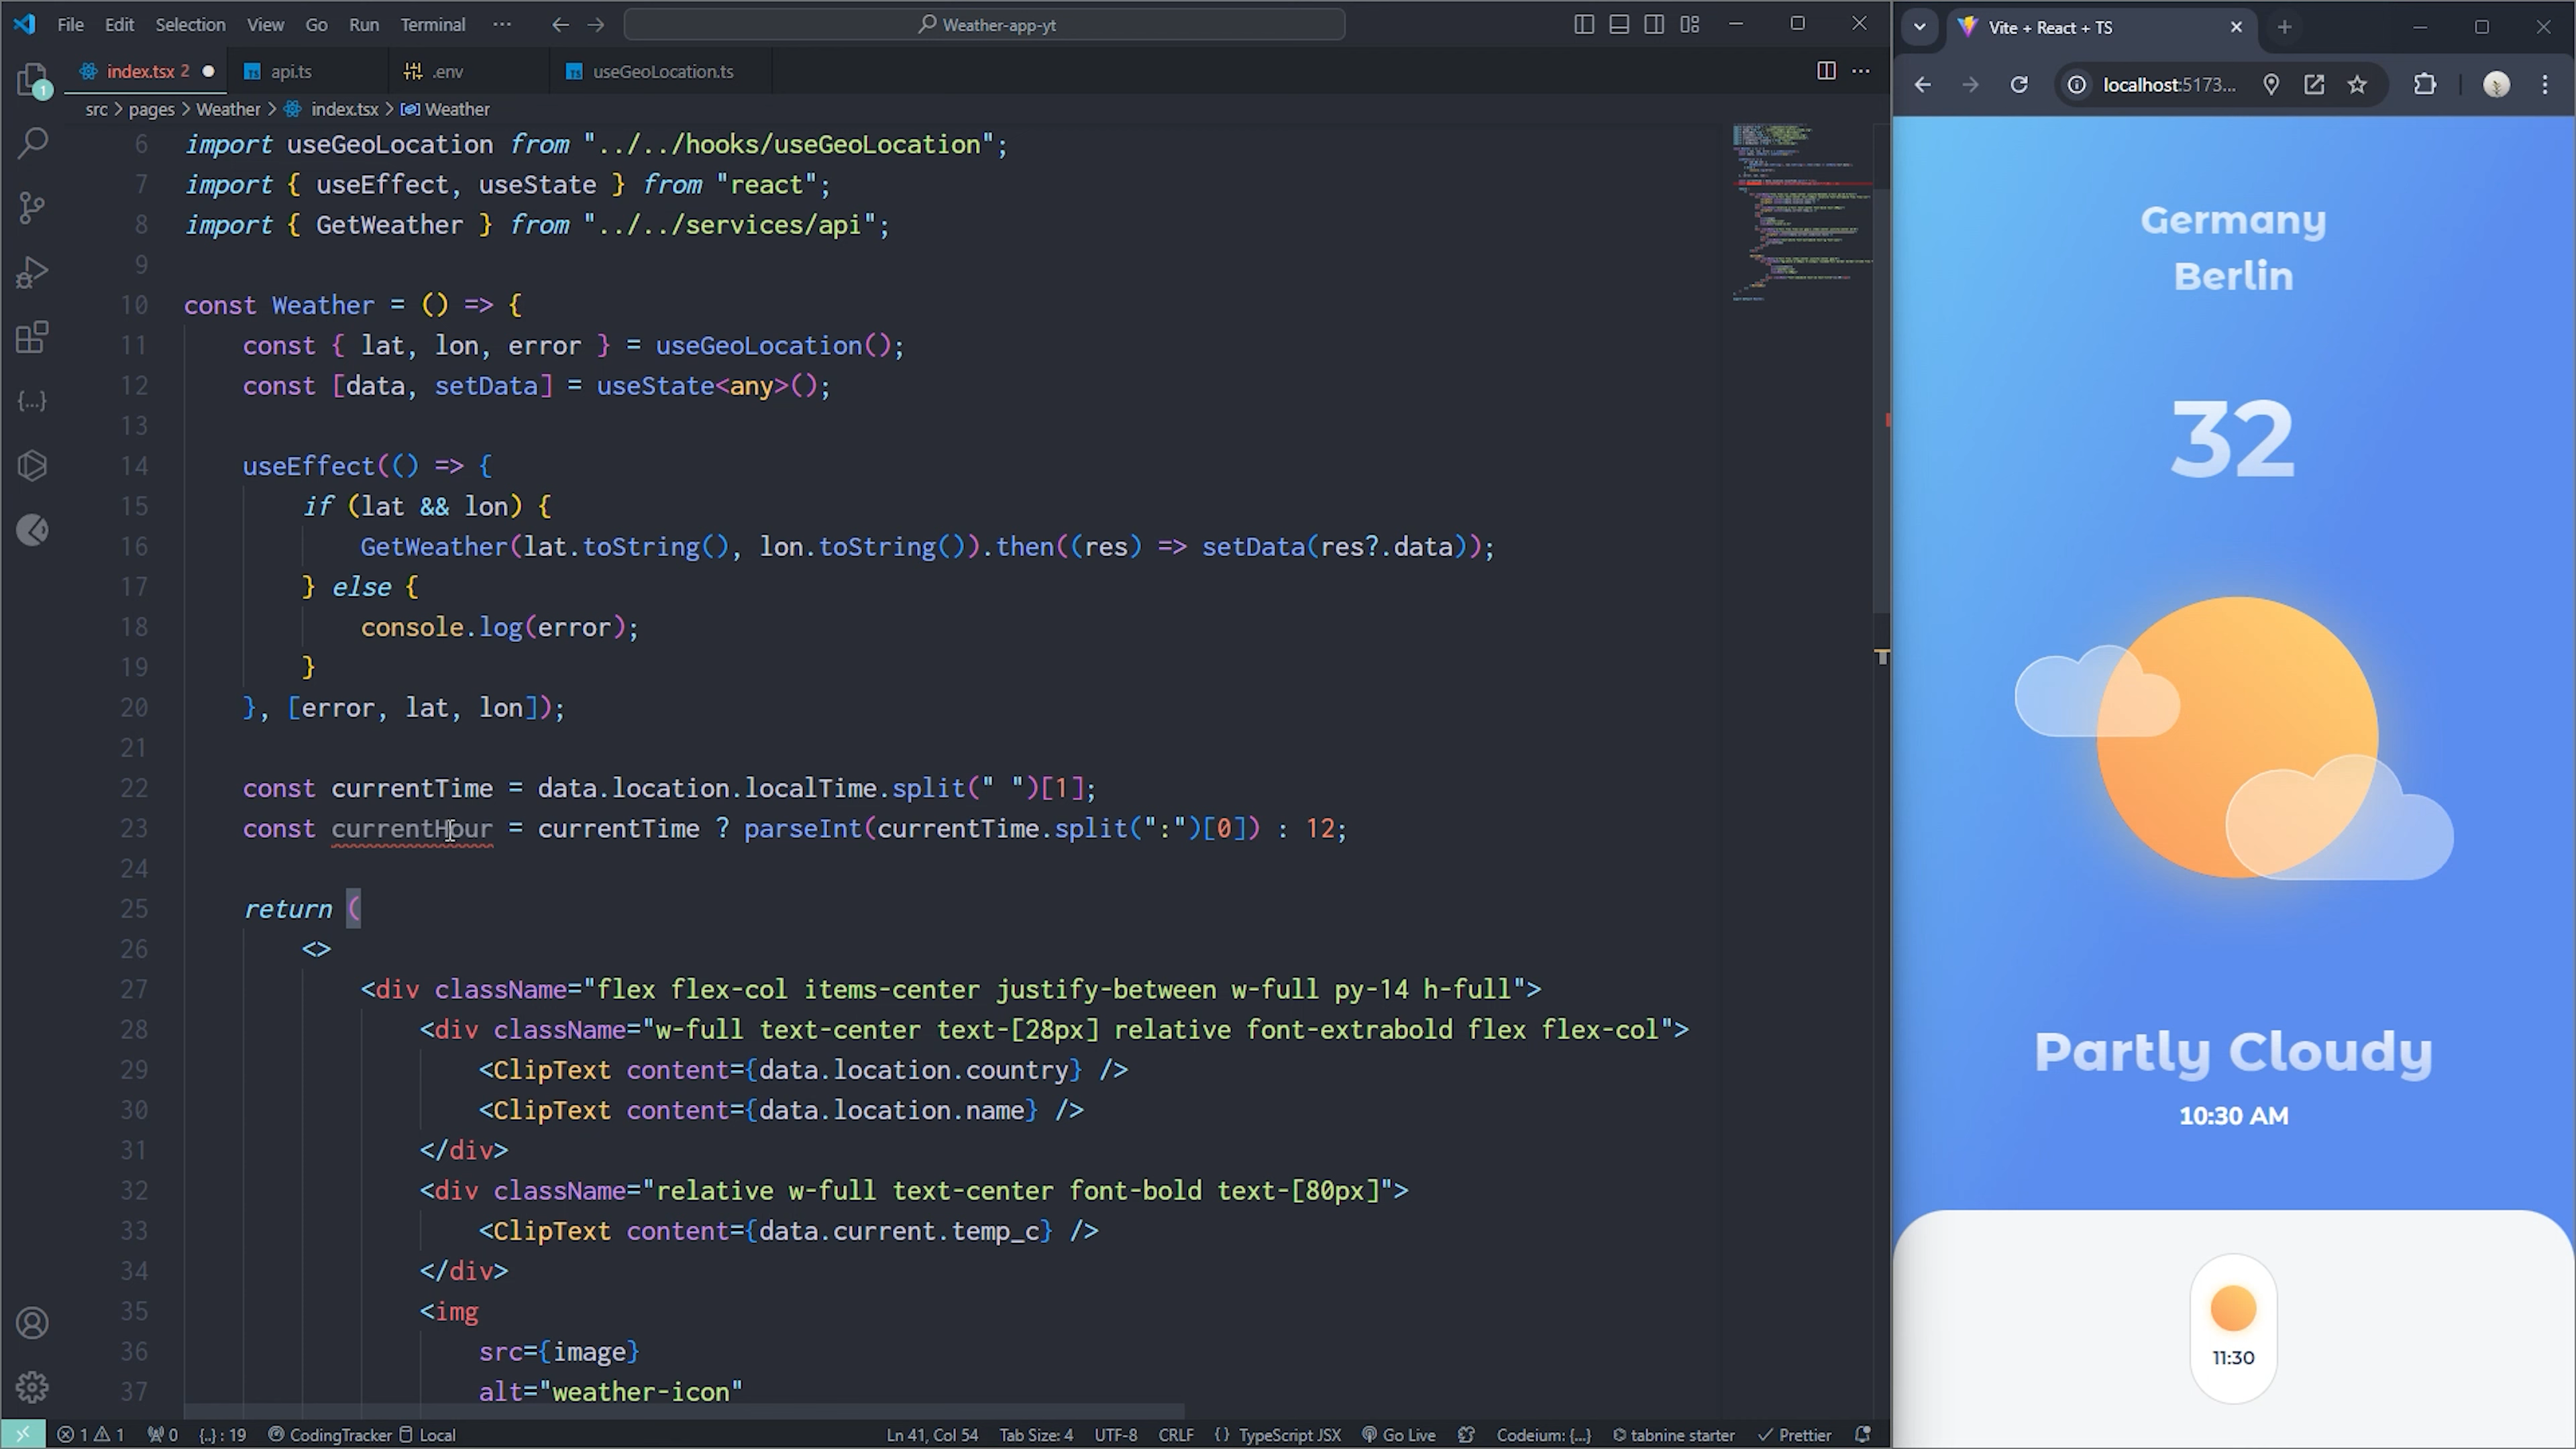 File Edit Selection View Go Run Terminal ··· Weather-app-yt
index.tsx 2 api.ts .env useGeoLocation.ts
src > pages > Weather > index.tsx > Weather
1
6 import useGeoLocation from "../../hooks/useGeoLocation";
7 import { useEffect, useState } from "react";
8 import { GetWeather } from "../../services/api";
9
10 const Weather = () => {
11 const { lat, lon, error } = useGeoLocation();
12 const [data, setData] = useState<any>();
13
14 useEffect(() => {
15 if (lat && lon) {
16 GetWeather(lat.toString(), lon.toString()).then((res) => setData(res?.data));
17 } else {
18 console.log(error);
19 }
20 }, [error, lat, lon]);
21
22 const currentTime = data.location.localTime.split(" ")[1];
23 const currentHour = currentTime ? parseInt(currentTime.split(":")[0]) : 12;
24
25 return (
26 <>
27 <div className="flex flex-col items-center justify-between w-full py-14 h-full">
28 <div className="w-full text-center text-[28px] relative font-extrabold flex flex-col">
29 <ClipText content={data.location.country} />
30 <ClipText content={data.location.name} />
31 </div>
32 <div className="relative w-full text-center font-bold text-[80px]">
33 <ClipText content={data.current.temp_c} />
34 </div>
35 <img
36 src={image}
37 alt="weather-icon"
1 1 0 {..} : 19 CodingTracker Local Ln 41, Col 54 Tab Size: 4 UTF-8 CRLF {} TypeScript JSX Go Live Codeium: {...} tabnine starter Prettier
Vite + React + TS
localhost:5173...
Germany
Berlin
32
Partly Cloudy
10:30 AM
11:30